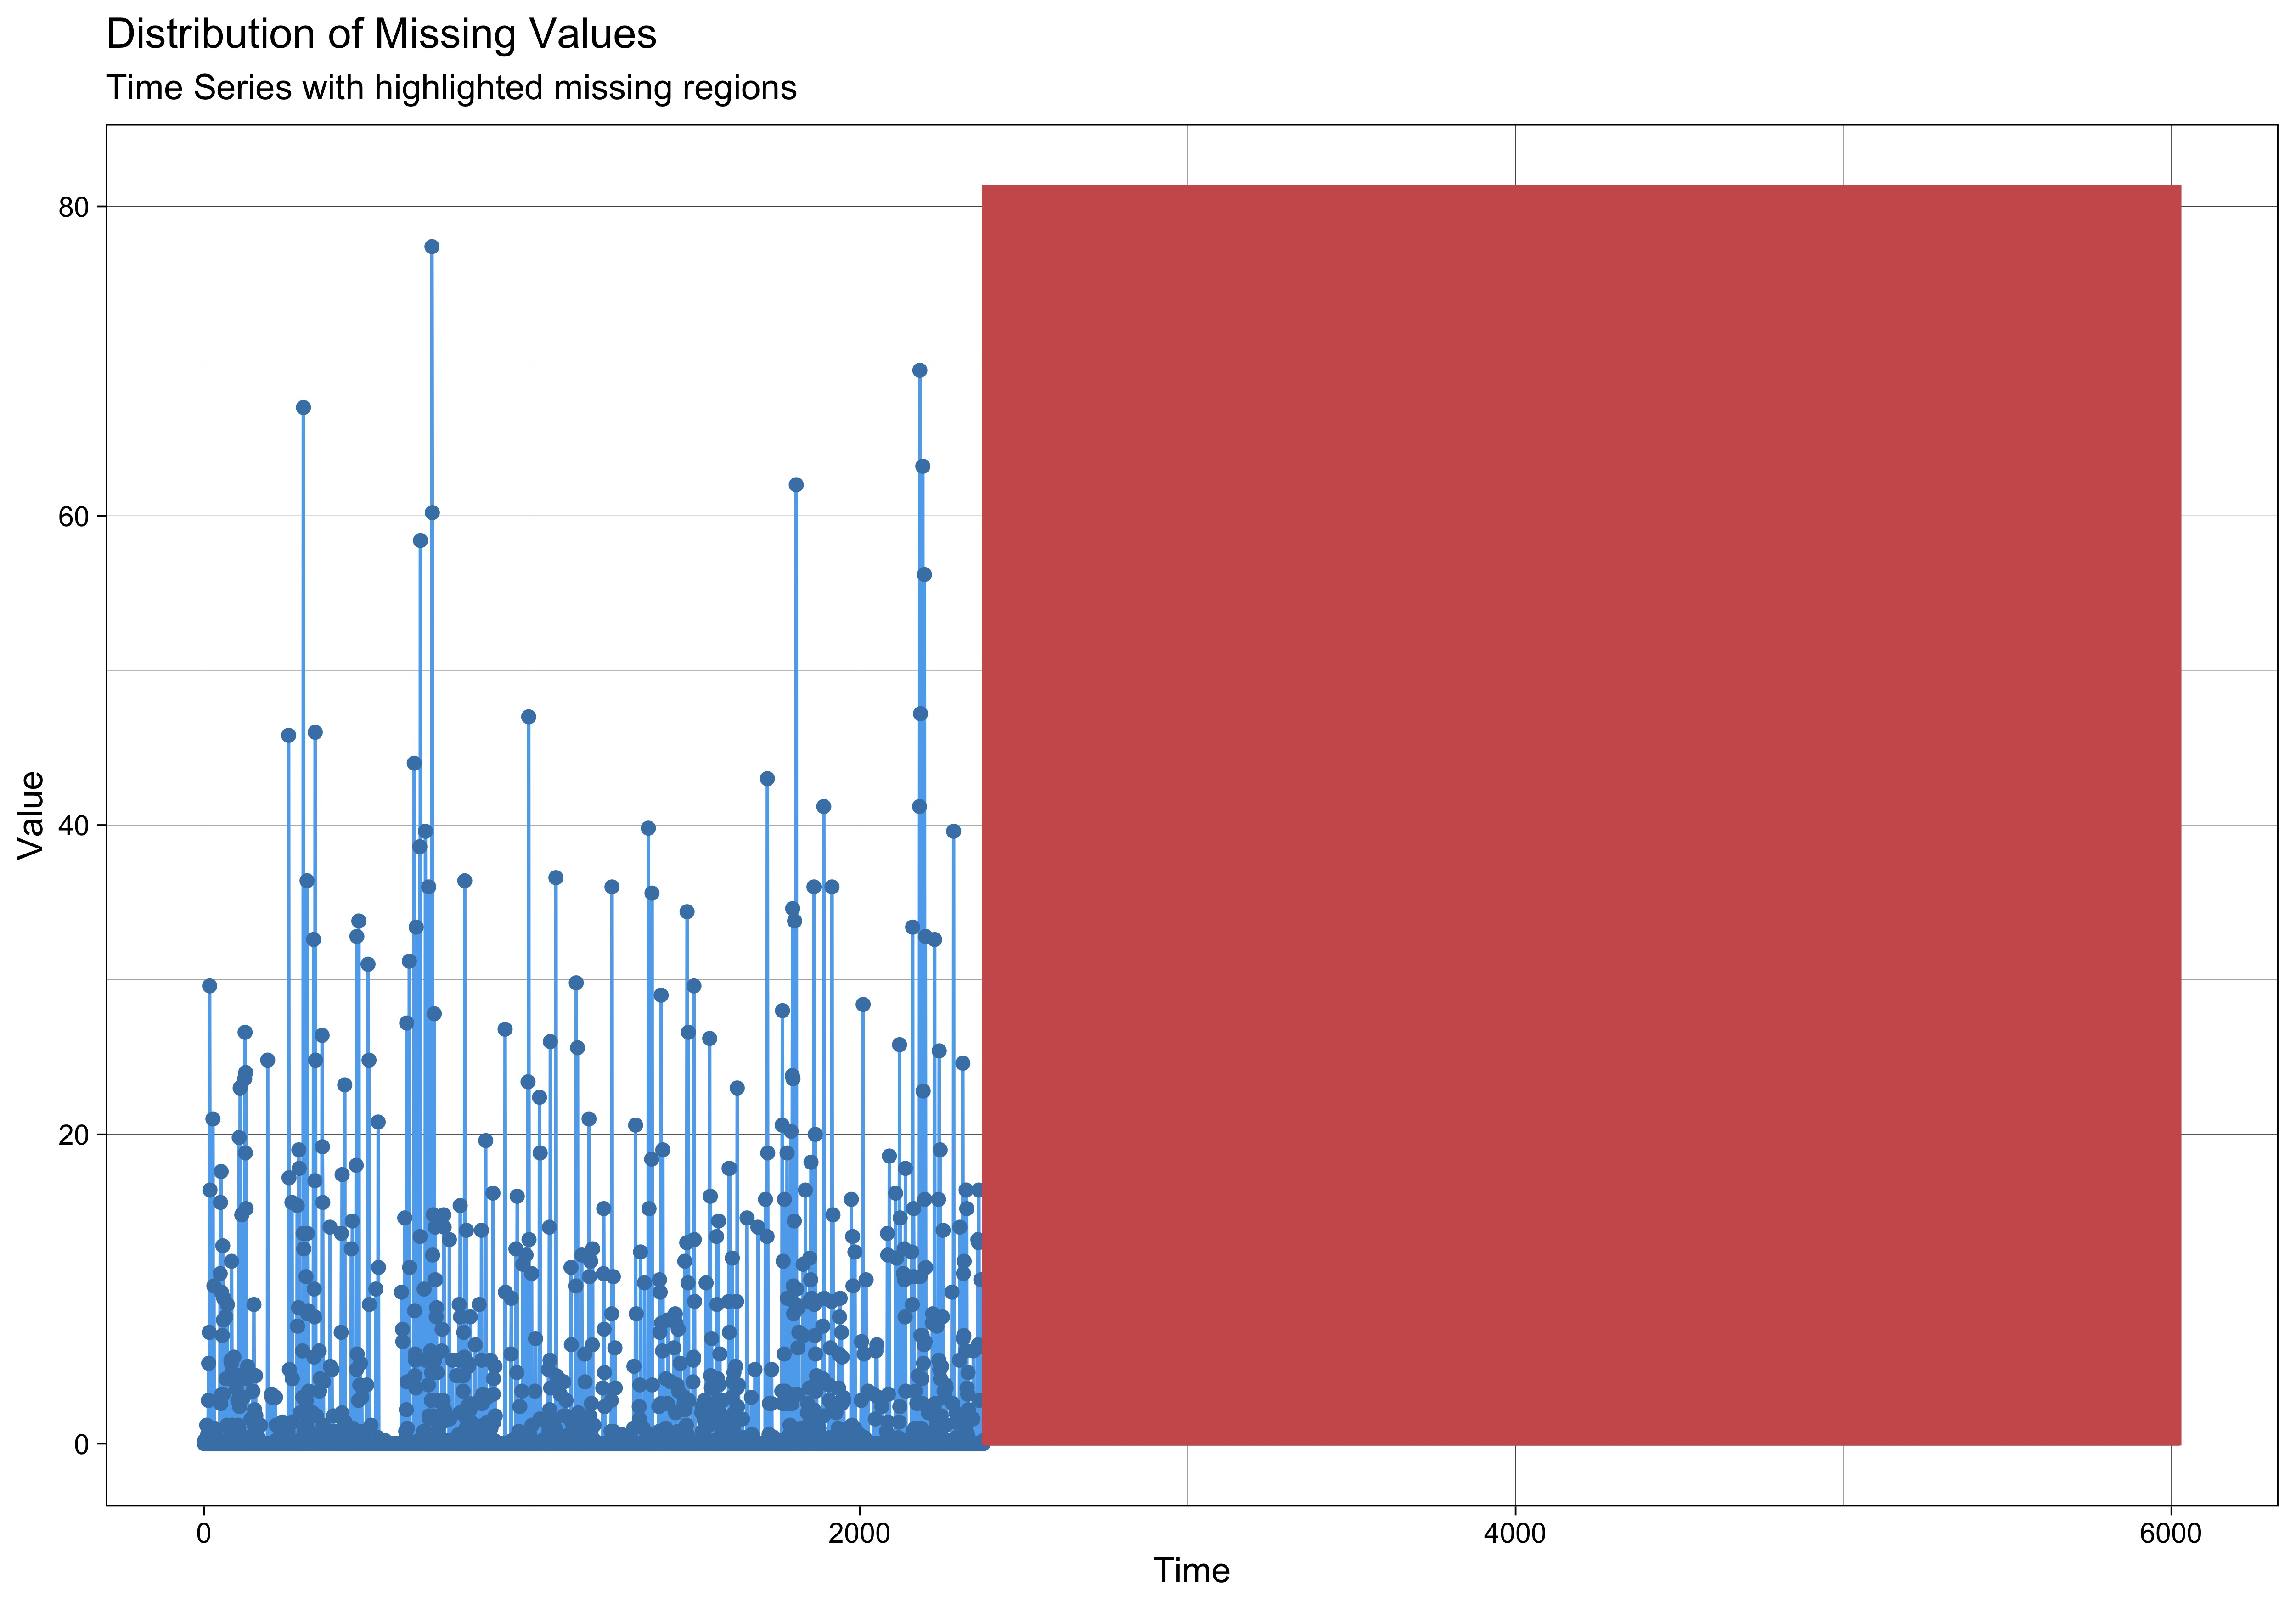 Distribution of Missing Values
Time Series with highlighted missing regions
80
60
40
20
0
Value
0 2000 4000 6000
Time